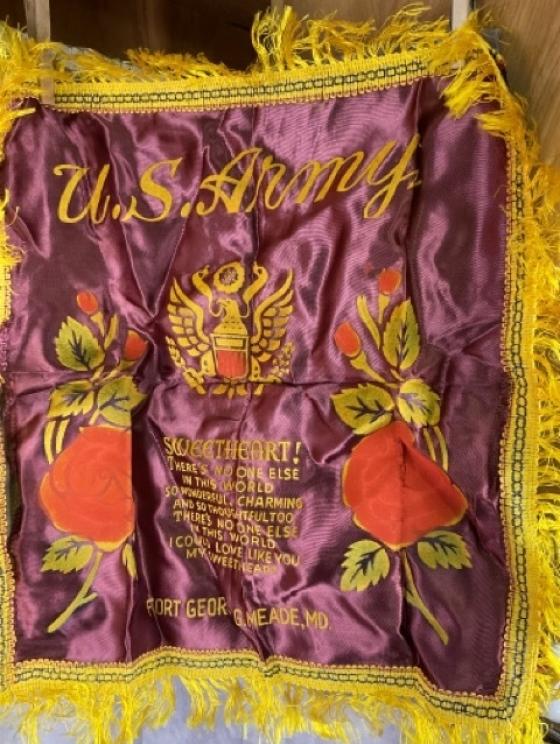 U.S. Army
SWEETHEART!
THERE'S NO ONE ELSE
IN THIS WORLD
SO WONDERFUL, CHARMING
AND SO THOUGHTFUL TOO
THERE'S NO ONE ELSE
IN THIS WORLD
I COULD LOVE LIKE YOU
MY SWEETHEART
FORT GEOR G. MEADE, MD.